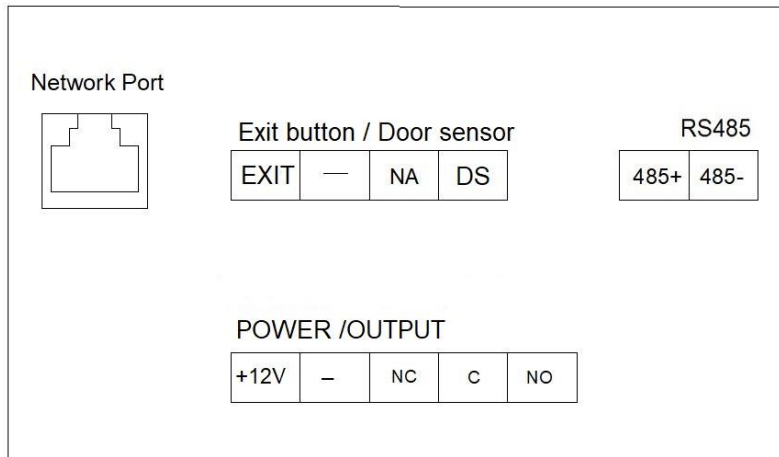 Network Port
Exit button / Door sensor
EXIT — NA DS
RS485
485+ 485-
POWER /OUTPUT
+12V – NC C NO